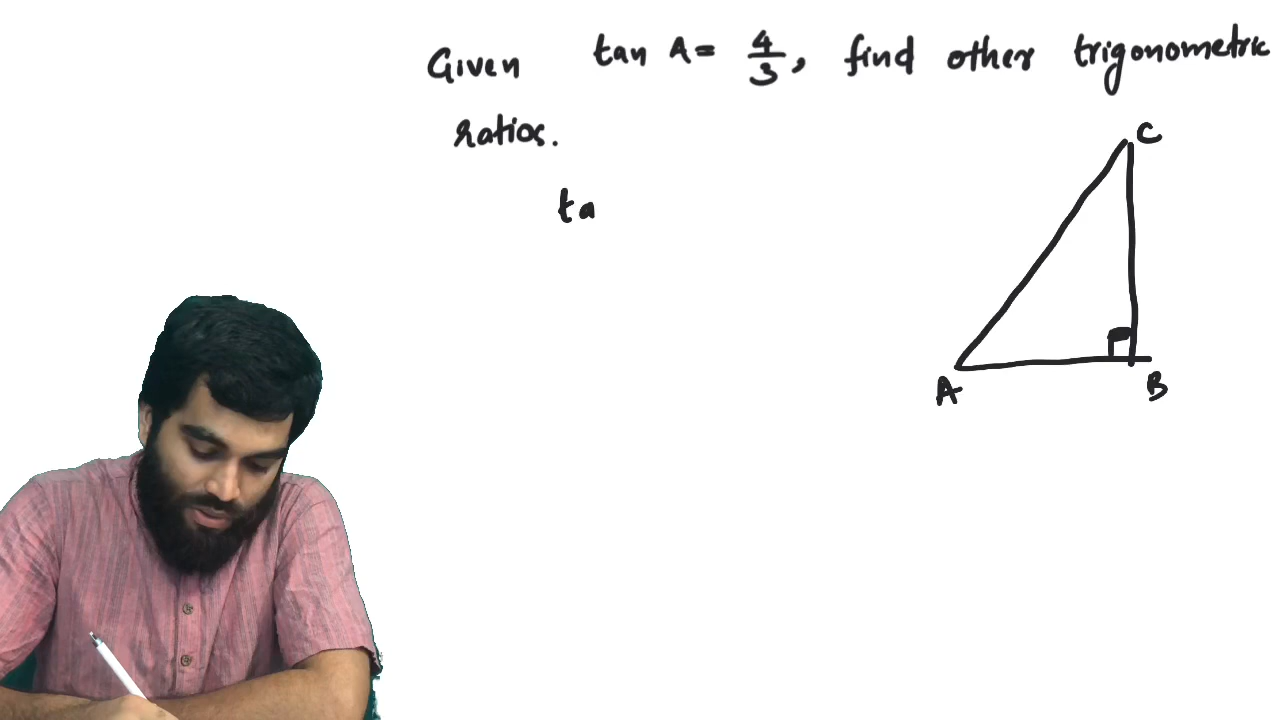 Given tan A = 4/3, find other trigonometric
ratios.
ta
C
A
B